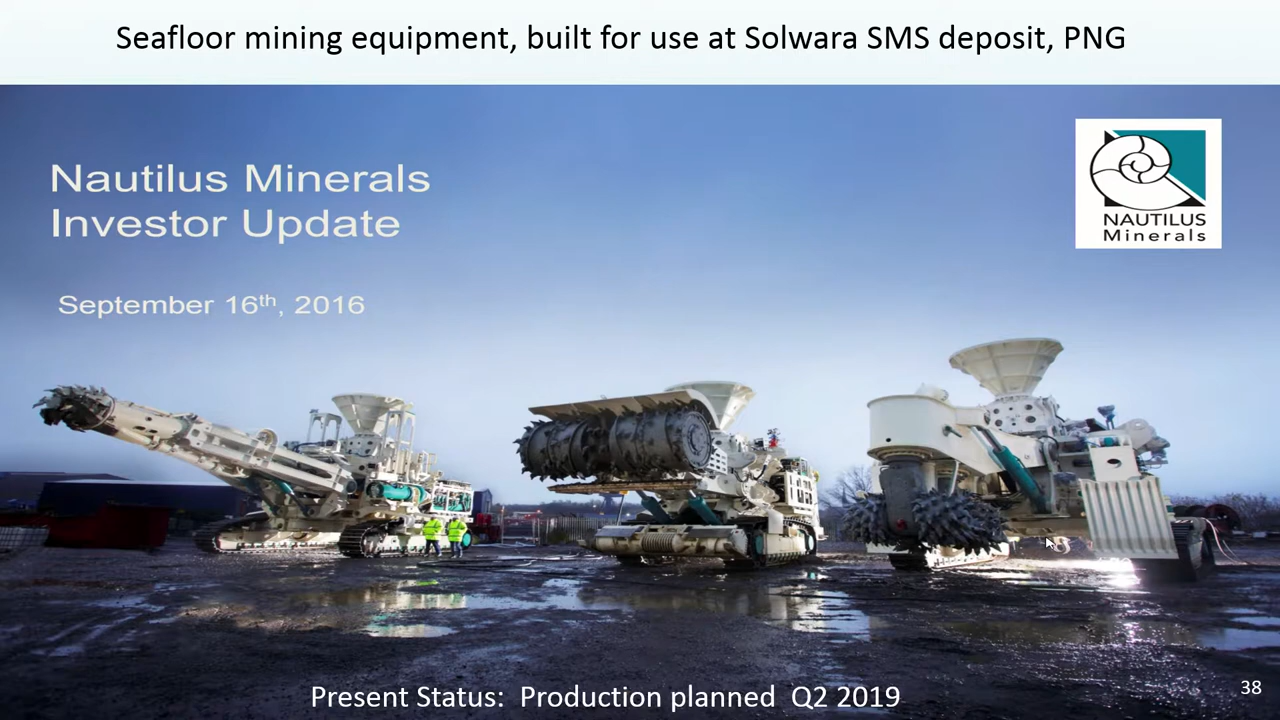 Seafloor mining equipment, built for use at Solwara SMS deposit, PNG
Nautilus Minerals
Investor Update
September 16th, 2016
NAUTILUS
Minerals
Present Status: Production planned Q2 2019
38